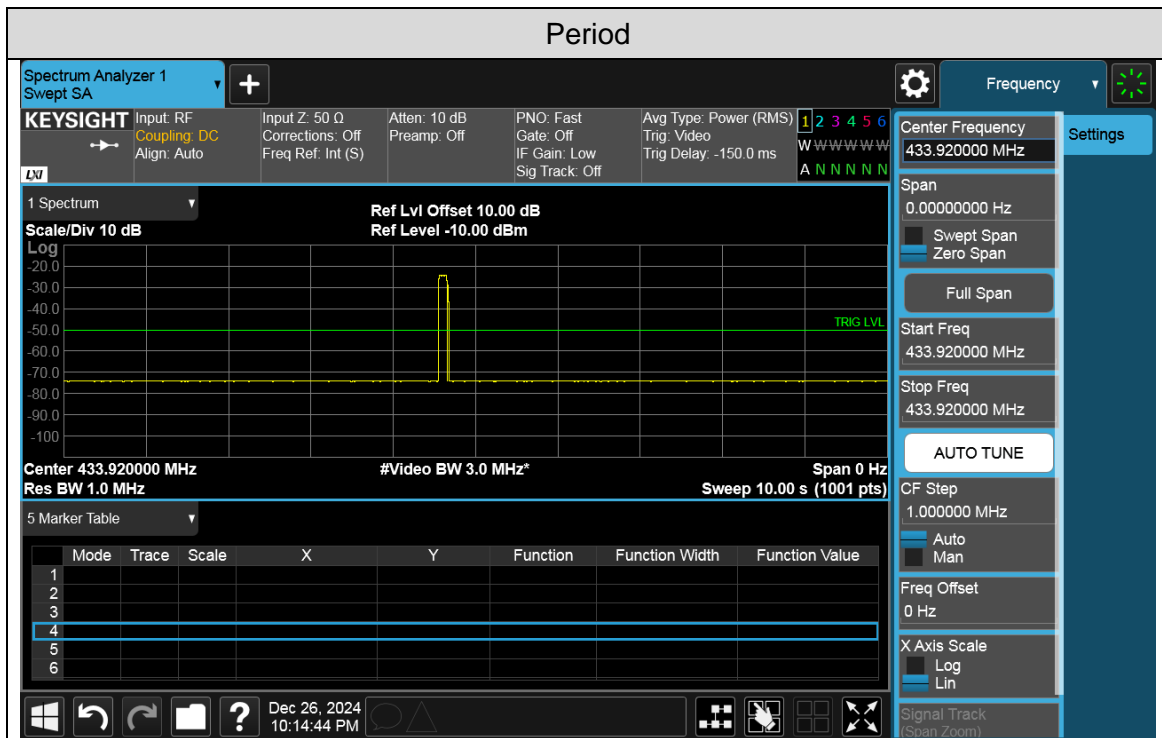 Period
Spectrum Analyzer 1
Swept SA
Frequency
KEYSIGHT
LXI
Input: RF
Coupling: DC
Align: Auto
Input Z: 50 Ω
Corrections: Off
Freq Ref: Int (S)
Atten: 10 dB
Preamp: Off
PNO: Fast
Gate: Off
IF Gain: Low
Sig Track: Off
Avg Type: Power (RMS)
Trig: Video
Trig Delay: -150.0 ms
1 2 3 4 5 6
W W W W W W
A N N N N N
1 Spectrum
Scale/Div 10 dB
Ref Lvl Offset 10.00 dB
Ref Level -10.00 dBm
Log
-20.0
-30.0
-40.0
-50.0
-60.0
-70.0
-80.0
-90.0
-100
TRIG LVL
Center 433.920000 MHz
#Video BW 3.0 MHz*
Span 0 Hz
Res BW 1.0 MHz
Sweep 10.00 s (1001 pts)
5 Marker Table
Mode Trace Scale X Y Function Function Width Function Value
1
2
3
4
5
6
Dec 26, 2024
10:14:44 PM
Center Frequency
433.920000 MHz
Settings
Span
0.00000000 Hz
Swept Span
Zero Span
Full Span
Start Freq
433.920000 MHz
Stop Freq
433.920000 MHz
AUTO TUNE
CF Step
1.000000 MHz
Auto
Man
Freq Offset
0 Hz
X Axis Scale
Log
Lin
Signal Track
(Span Zoom)